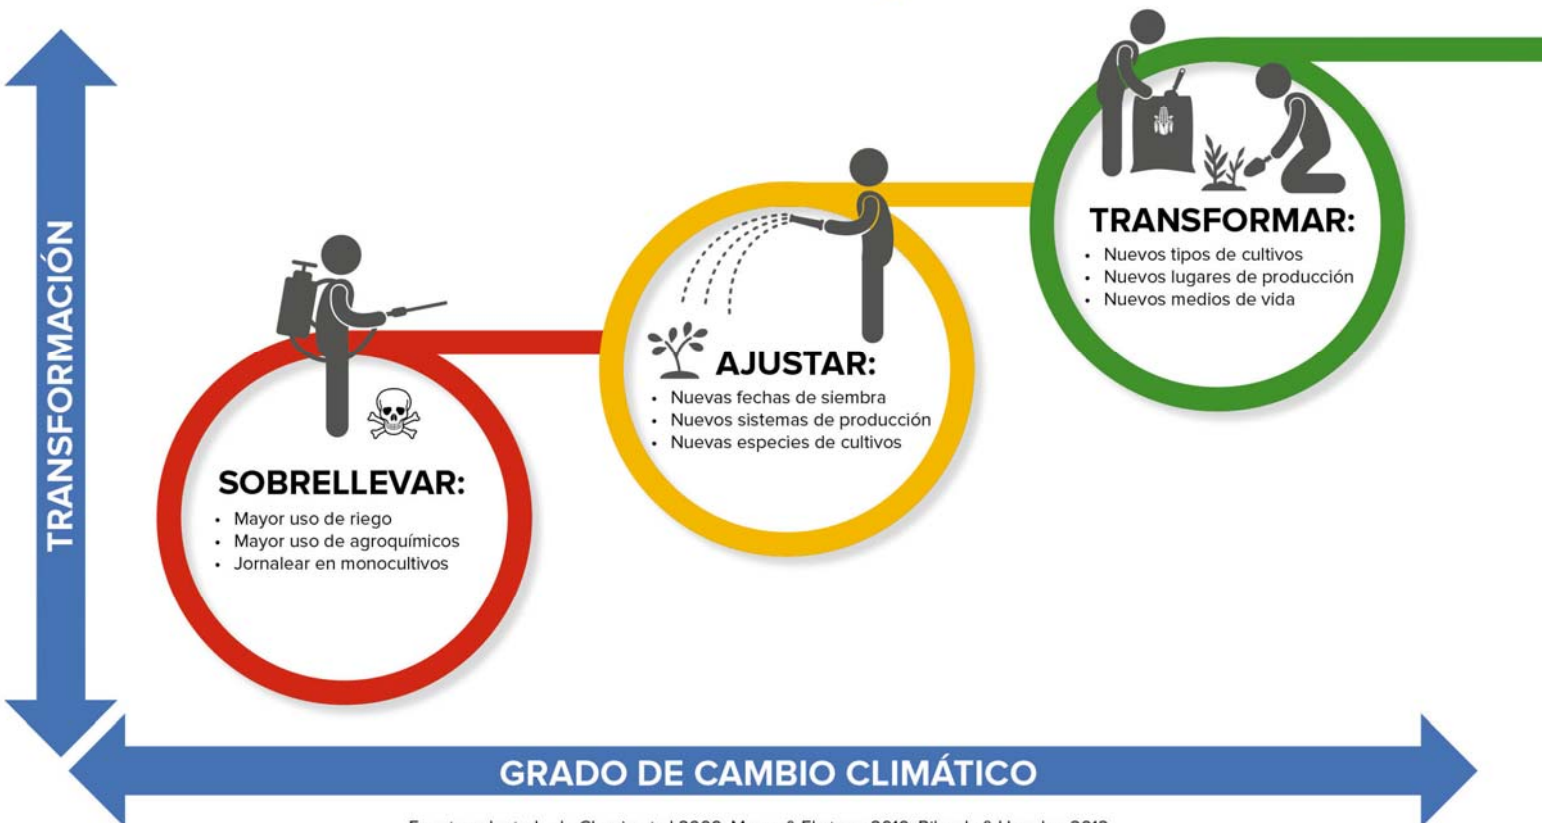 TRANSFORMAR:
• Nuevos tipos de cultivos
• Nuevos lugares de producción
• Nuevos medios de vida
AJUSTAR:
• Nuevas fechas de siembra
• Nuevos sistemas de producción
• Nuevas especies de cultivos
SOBRELLEVAR:
• Mayor uso de riego
• Mayor uso de agroquímicos
• Jornalear en monocultivos
TRANSFORMACIÓN
GRADO DE CAMBIO CLIMÁTICO